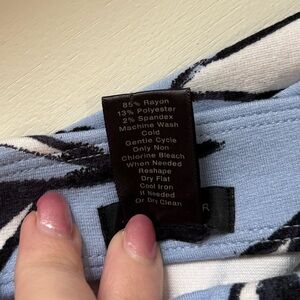 85% Rayon
13% Polyester
2% Spandex
Machine Wash
Cold
Gentle Cycle
Only Non
Chlorine Bleach
When Needed
Reshape
Dry Flat
Cool Iron
If Needed
Or Dry Clean